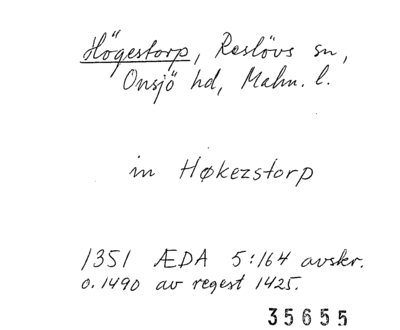 Högestorp, Reslövs sn,
Onsjö hd, Malm. l.
in Høkezstorp
1351 ÆDA 5:164 avskr.
o. 1490 av regest 1425.
35655